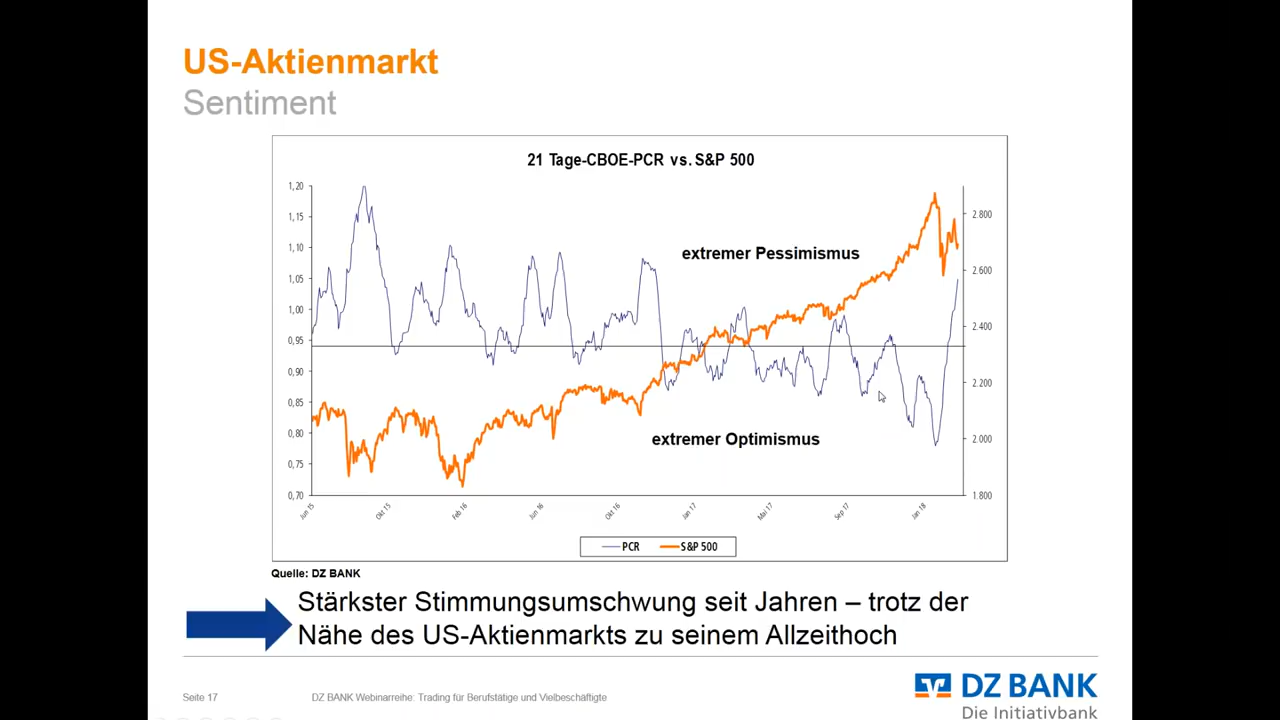 US-Aktienmarkt
Sentiment
21 Tage-CBOE-PCR vs. S&P 500
1,20
1,15
1,10
1,05
1,00
0,95
0,90
0,85
0,80
0,75
0,70
2.800
2.600
2.400
2.200
2.000
1.800
extremer Pessimismus
extremer Optimismus
Jun 15
Okt 15
Feb 16
Jun 16
Okt 16
Jan 17
Mai 17
Sep 17
Jan 18
PCR
S&P 500
Quelle: DZ BANK
Stärkster Stimmungsumschwung seit Jahren – trotz der
Nähe des US-Aktienmarkts zu seinem Allzeithoch
Seite 17
DZ BANK Webinarreihe: Trading für Berufstätige und Vielbeschäftigte
DZ BANK
Die Initiativbank